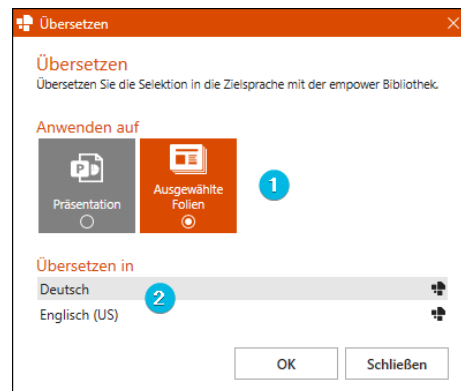 Übersetzen
Übersetzen
Übersetzen Sie die Selektion in die Zielsprache mit der empower Bibliothek.
Anwenden auf
Präsentation
Ausgewählte
Folien
1
Übersetzen in
Deutsch
2
Englisch (US)
OK
Schließen